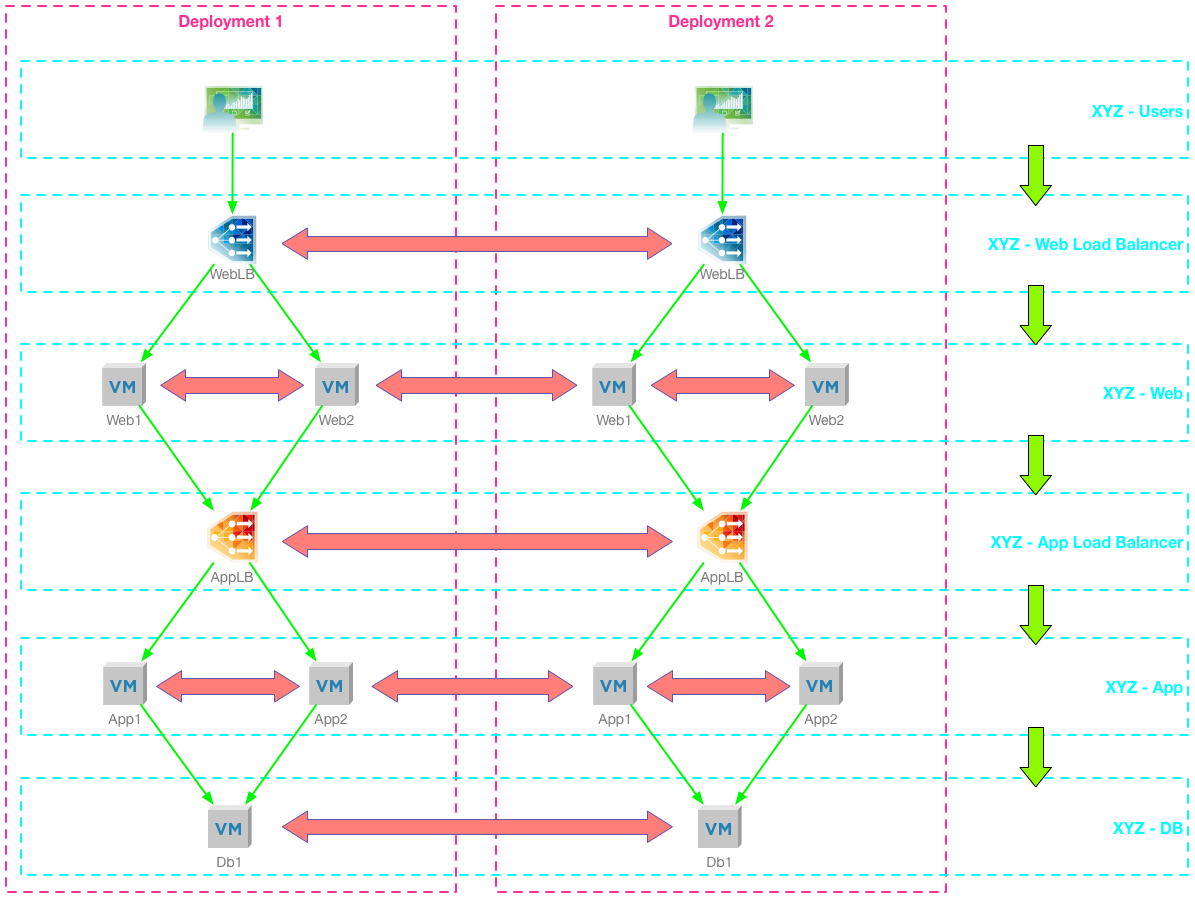 Deployment 1
Deployment 2
XYZ - Users
WebLB
WebLB
XYZ - Web Load Balancer
VM
VM
VM
VM
Web1
Web2
Web1
Web2
XYZ - Web
AppLB
AppLB
XYZ - App Load Balancer
VM
VM
VM
VM
App1
App2
App1
App2
XYZ - App
VM
VM
Db1
Db1
XYZ - DB